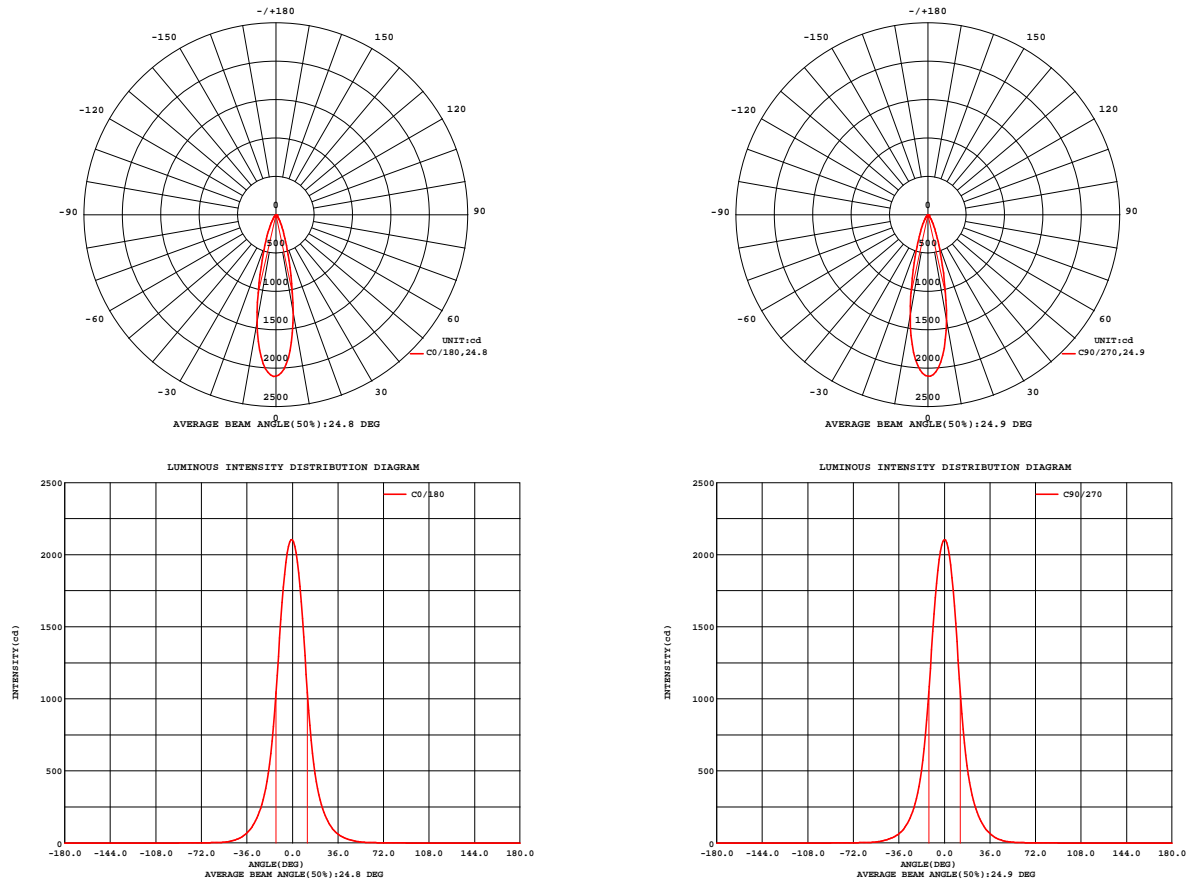 -/+180
-150
150
-120
120
-90
90
-60
60
-30
30
0
0
500
1000
1500
2000
2500
UNIT:cd
C0/180,24.8
AVERAGE BEAM ANGLE(50%):24.8 DEG
-/+180
-150
150
-120
120
-90
90
-60
60
-30
30
0
0
500
1000
1500
2000
2500
UNIT:cd
C90/270,24.9
AVERAGE BEAM ANGLE(50%):24.9 DEG
LUMINOUS INTENSITY DISTRIBUTION DIAGRAM
C0/180
2500
2000
1500
1000
500
0
INTENSITY(cd)
-180.0 -144.0 -108.0 -72.0 -36.0 0.0 36.0 72.0 108.0 144.0 180.0
ANGLE(DEG)
AVERAGE BEAM ANGLE(50%):24.8 DEG
LUMINOUS INTENSITY DISTRIBUTION DIAGRAM
C90/270
2500
2000
1500
1000
500
0
INTENSITY(cd)
-180.0 -144.0 -108.0 -72.0 -36.0 0.0 36.0 72.0 108.0 144.0 180.0
ANGLE(DEG)
AVERAGE BEAM ANGLE(50%):24.9 DEG